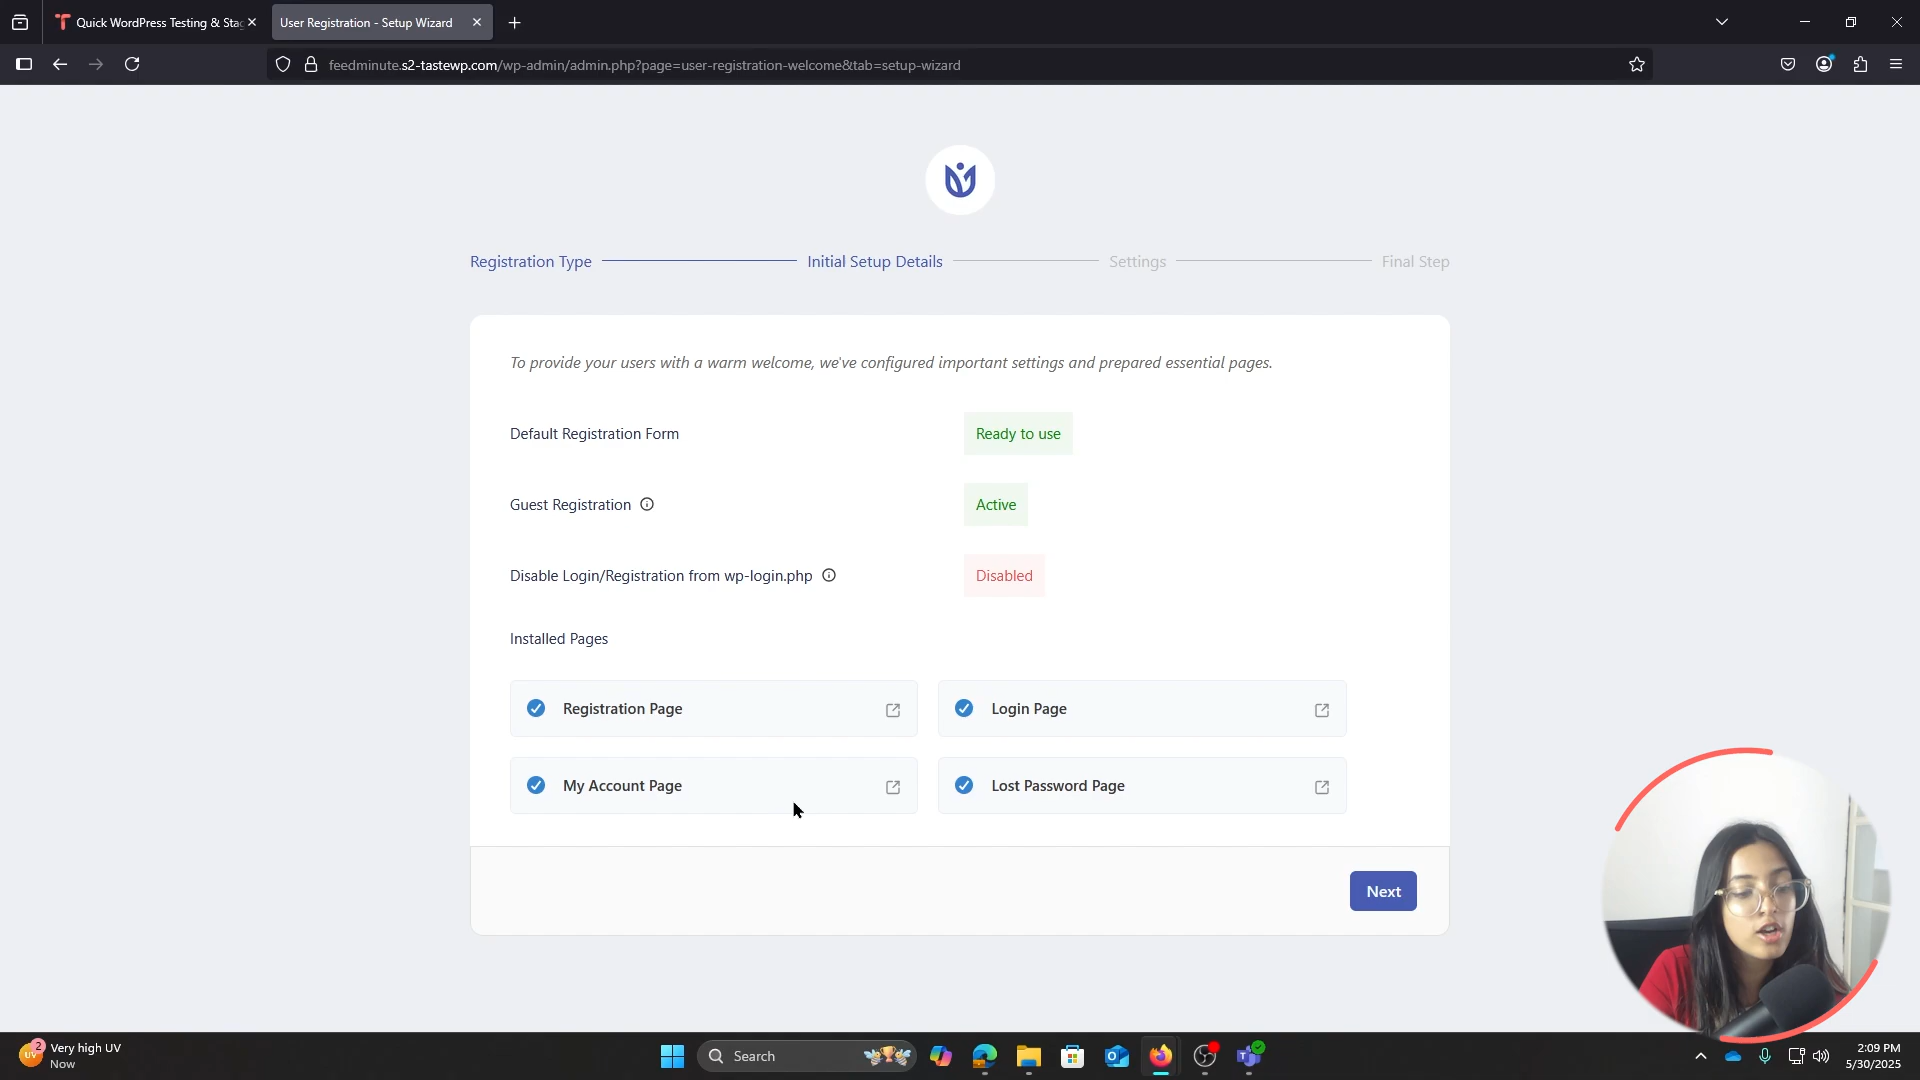 Quick WordPress Testing & Sta
User Registration - Setup Wizard
feedminute.s2-tastewp.com/wp-admin/admin.php?page=user-registration-welcome&tab=setup-wizard
Registration Type
Initial Setup Details
Settings
Final Step
To provide your users with a warm welcome, we've configured important settings and prepared essential pages.
Default Registration Form
Ready to use
Guest Registration
Active
Disable Login/Registration from wp-login.php
Disabled
Installed Pages
Registration Page
Login Page
My Account Page
Lost Password Page
Next
UV
2
Very high UV
Now
Search
2:09 PM
5/30/2025